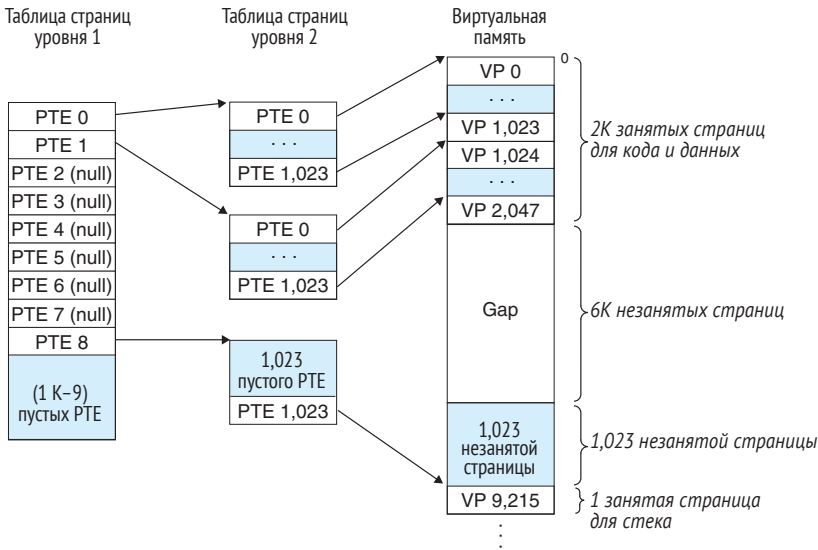 Таблица страниц
уровня 1
Таблица страниц
уровня 2
Виртуальная
память
PTE 0
PTE 1
PTE 2 (null)
PTE 3 (null)
PTE 4 (null)
PTE 5 (null)
PTE 6 (null)
PTE 7 (null)
PTE 8
(1 K–9)
пустых PTE
PTE 0
. . .
PTE 1,023
PTE 0
. . .
PTE 1,023
1,023
пустого PTE
PTE 1,023
0
VP 0
. . .
VP 1,023
VP 1,024
. . .
VP 2,047
Gap
1,023
незанятой
страницы
VP 9,215
. . .
2K занятых страниц
для кода и данных
6K незанятых страниц
1,023 незанятой страницы
1 занятая страница
для стека